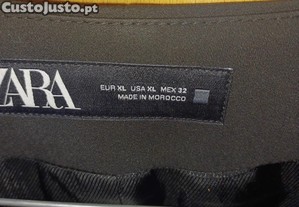 CustoJusto.pt
ZARA
EUR XL USA XL MEX 32
MADE IN MOROCCO